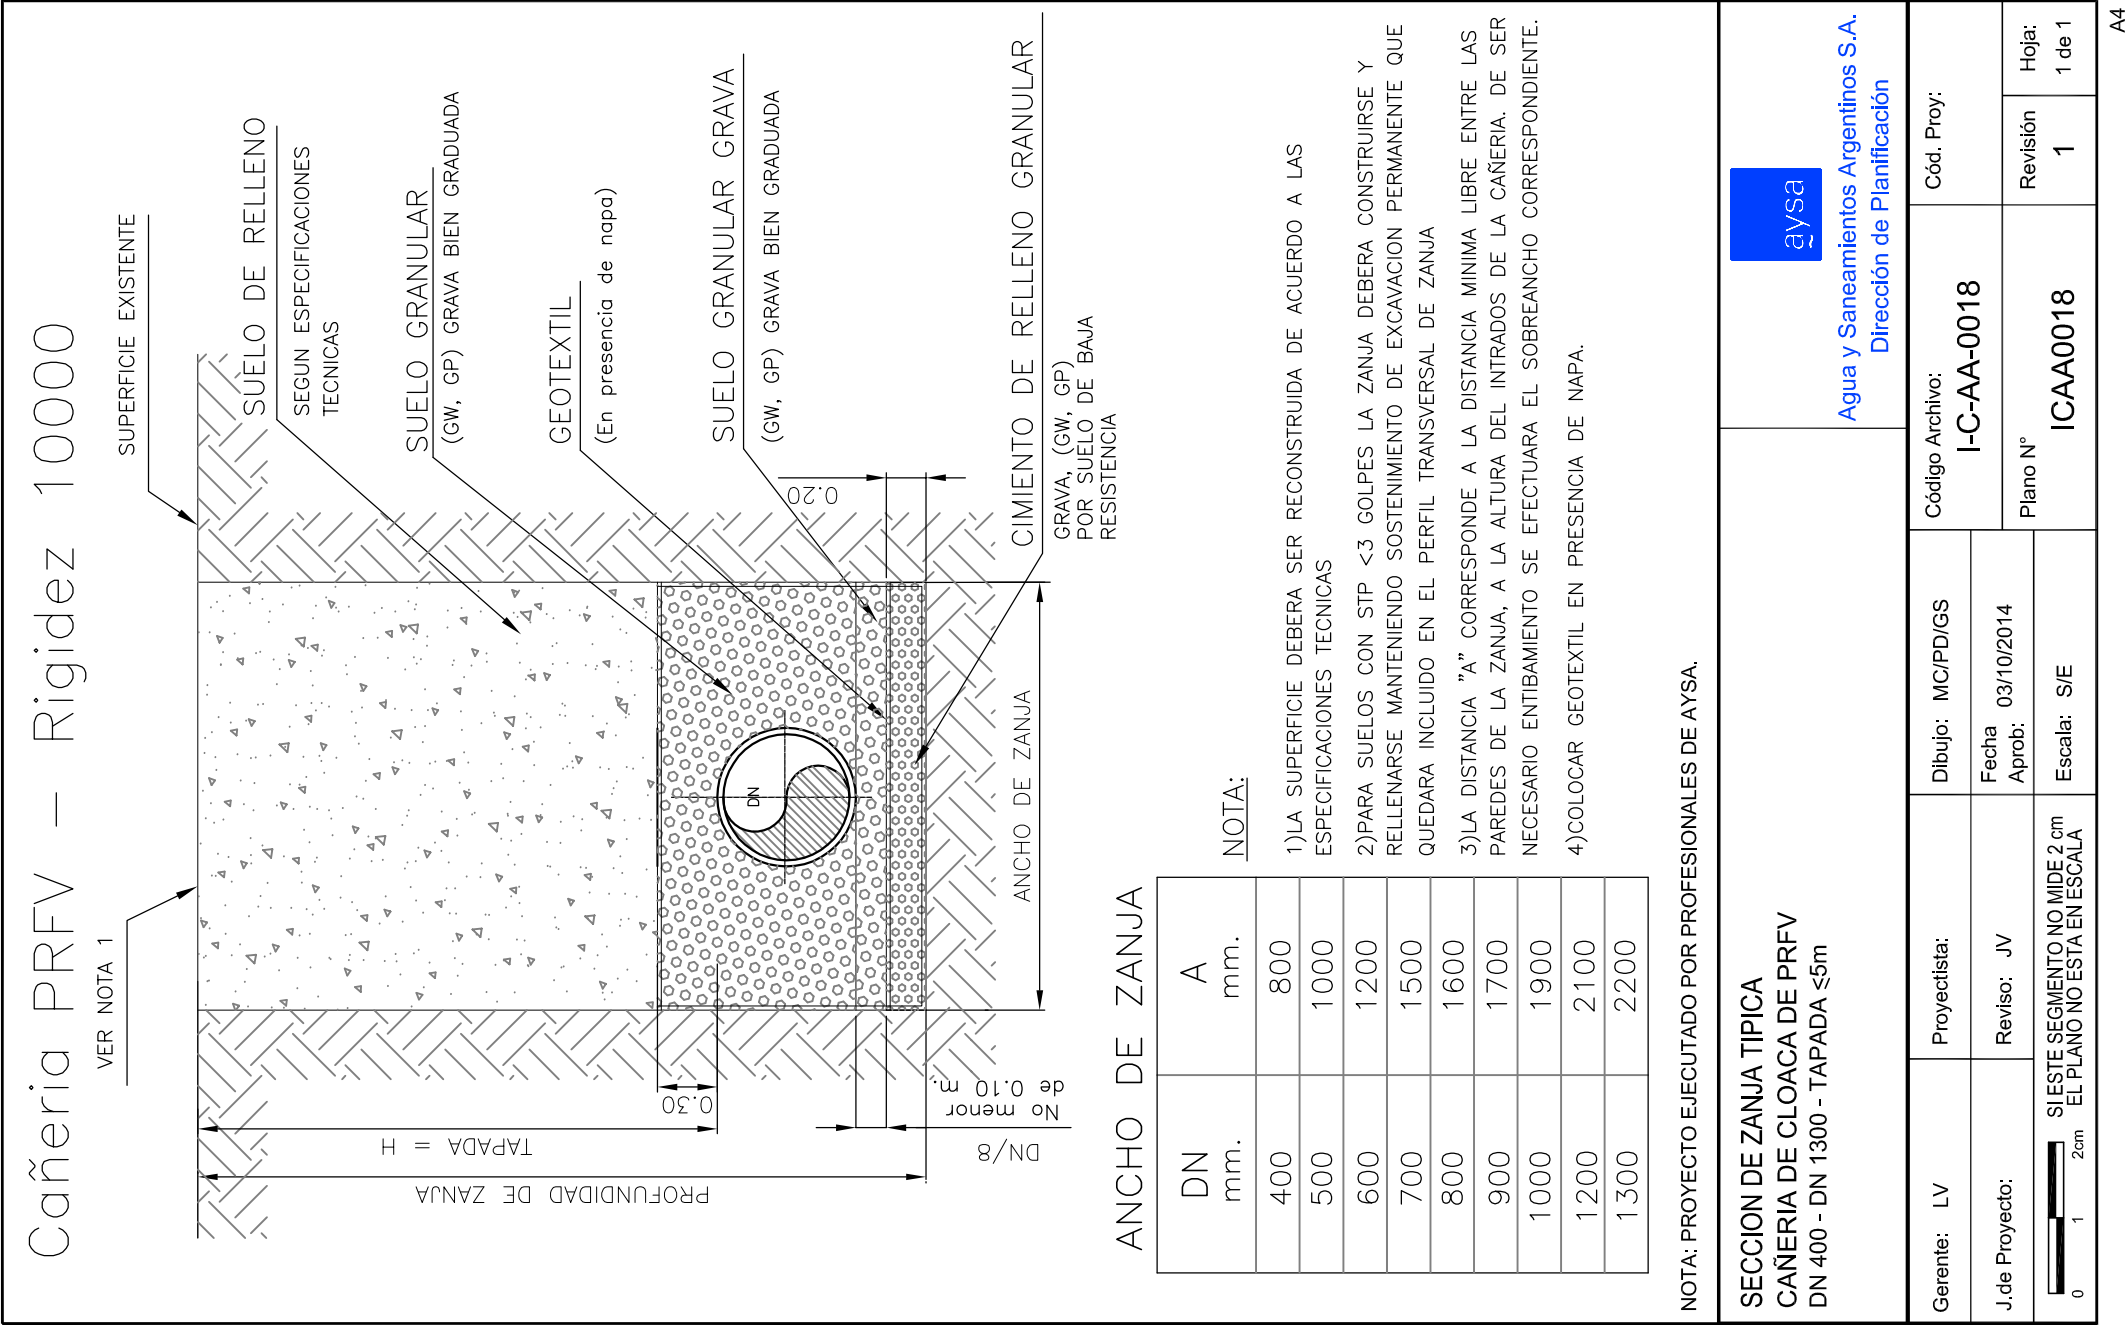 Cañeria PRFV - Rigidez 10000
VER NOTA 1
SUPERFICIE EXISTENTE
SUELO DE RELLENO
SEGUN ESPECIFICACIONES
TECNICAS
SUELO GRANULAR
(GW, GP) GRAVA BIEN GRADUADA
GEOTEXTIL
(En presencia de napa)
SUELO GRANULAR GRAVA
(GW, GP) GRAVA BIEN GRADUADA
0.20
CIMIENTO DE RELLENO GRANULAR
GRAVA, (GW, GP)
POR SUELO DE BAJA
RESISTENCIA
PROFUNDIDAD DE ZANJA
TAPADA = H
0.30
DN
DN/8
No menor
de 0.10 m.
ANCHO DE ZANJA
ANCHO DE ZANJA
DN A
mm. mm.
400 800
500 1000
600 1200
700 1500
800 1600
900 1700
1000 1900
1200 2100
1300 2200
NOTA:
1)LA SUPERFICIE DEBERA SER RECONSTRUIDA DE ACUERDO A LAS
ESPECIFICACIONES TECNICAS
2)PARA SUELOS CON STP <3 GOLPES LA ZANJA DEBERA CONSTRUIRSE Y
RELLENARSE MANTENIENDO SOSTENIMIENTO DE EXCAVACION PERMANENTE QUE
QUEDARA INCLUIDO EN EL PERFIL TRANSVERSAL DE ZANJA
3)LA DISTANCIA "A" CORRESPONDE A LA DISTANCIA MINIMA LIBRE ENTRE LAS
PAREDES DE LA ZANJA, A LA ALTURA DEL INTRADOS DE LA CAÑERIA. DE SER
NECESARIO ENTIBAMIENTO SE EFECTUARA EL SOBREANCHO CORRESPONDIENTE.
4)COLOCAR GEOTEXTIL EN PRESENCIA DE NAPA.
NOTA: PROYECTO EJECUTADO POR PROFESIONALES DE AYSA.
SECCION DE ZANJA TIPICA
CAÑERIA DE CLOACA DE PRFV
DN 400 - DN 1300 - TAPADA ≤5m
aysa
Agua y Saneamientos Argentinos S.A.
Dirección de Planificación
Gerente: LV
Proyectista:
Dibujo: MC/PD/GS
Código Archivo:
I-C-AA-0018
Cód. Proy:
J.de Proyecto:
Reviso: JV
Fecha
Aprob: 03/10/2014
Plano N°
ICAA0018
Revisión
1
Hoja:
1 de 1
0 1 2cm
SI ESTE SEGMENTO NO MIDE 2 cm
EL PLANO NO ESTA EN ESCALA
Escala: S/E
A4